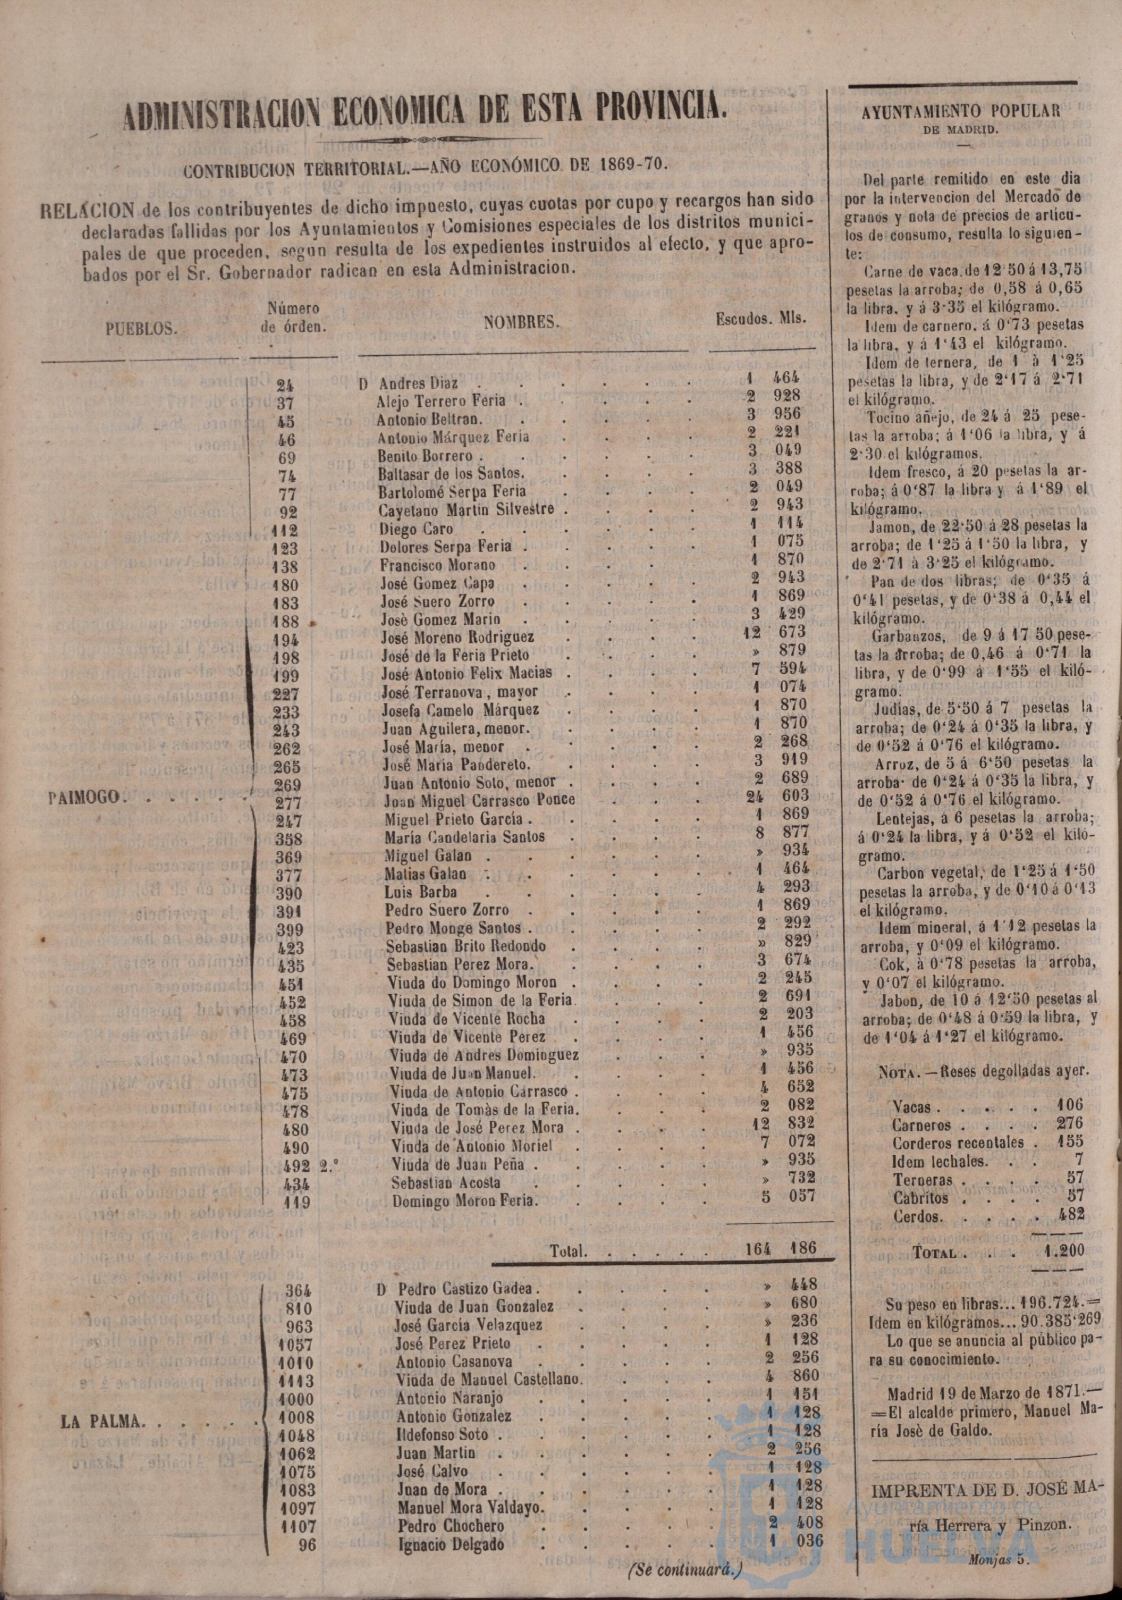 ADMINISTRACION ECONOMICA DE ESTA PROVINCIA.
CONTRIBUCION TERRITORIAL.—AÑO ECONÓMICO DE 1869-70.
RELACION de los contribuyentes de dicho impuesto, cuyas cuotas por cupo y recargos han sido
declaradas fallidas por los Ayuntamientos y Comisiones especiales de los distritos munici-
pales de que proceden, segun resulta de los expedientes instruidos al efecto, y que apro-
bados por el Sr. Gobernador radican en esta Administracion.
PUEBLOS. Número de órden. NOMBRES. Escudos. Mls.
24 D Andres Diaz . 1 464
37 Alejo Terrero Feria . 2 928
45 Antonio Beltran. 3 956
46 Antonio Márquez Feria 2 221
69 Benito Borrero . 3 049
74 Baltasar de los Santos. 3 388
77 Bartolomé Serpa Feria 2 049
92 Cayetano Martin Silvestre . 2 943
112 Diego Caro 1 114
123 Dolores Serpa Feria . 1 075
138 Francisco Morano 1 870
180 José Gomez Capa 2 943
183 José Suero Zorro 1 869
188 Josè Gomez Marin 3 429
194 José Moreno Rodriguez 12 673
198 José de la Feria Prieto » 879
199 José Antonio Felix Macias . 7 594
227 José Terranova, mayor 1 074
233 Josefa Camelo Márquez 1 870
243 Juan Aguilera, menor. 1 870
262 José María, menor 2 268
265 José María Pandereto. 3 919
269 Juan Antonio Soto, menor . 2 689
PAIMOGO. . . . . . 277 Joan Miguel Carrasco Ponce 24 603
247 Miguel Prieto García . 1 869
358 María Candelaria Santos 8 877
369 Miguel Galan . » 934
377 Matias Galan 1 464
390 Luis Barba 4 293
391 Pedro Suero Zorro 1 869
399 Pedro Monge Santos . 2 292
423 Sebastian Brito Redondo » 829
435 Sebastian Perez Mora. 3 674
451 Viuda do Domingo Moron . 2 245
452 Viuda de Simon de la Feria. 2 691
458 Viuda de Vicente Rocha 2 203
469 Viuda de Vicente Perez 1 456
470 Viuda de Andres Dominguez » 935
473 Viuda de Juan Manuel. 1 456
475 Viuda de Antonio Carrasco . 4 652
478 Viuda de Tomàs de la Feria. 2 082
480 Viuda de José Perez Mora . 12 832
490 Viuda de Antonio Moriel 7 072
492 2.º Viuda de Juan Peña . » 935
434 Sebastian Acosta » 732
119 Domingo Moron Feria. 5 057
Total. . . . . . 164 186
364 D Pedro Castizo Gadea . » 448
810 Viuda de Juan Gonzalez » 680
963 José García Velazquez » 236
1057 José Perez Prieto 1 128
1010 Antonio Casanova 2 256
1113 Viuda de Manuel Castellano. 4 860
1000 Antonio Naranjo 1 151
LA PALMA. . . . . . 1008 Antonio Gonzalez 1 128
1048 Ildefonso Soto . 1 128
1062 Juan Martin 2 256
1075 José Calvo 1 128
1083 Juan de Mora . 1 128
1097 Manuel Mora Valdayo. 1 128
1107 Pedro Chochero 2 408
96 Ignacio Delgado 1 036
(Se continuará.)
AYUNTAMIENTO POPULAR
DE MADRID.
Del parte remitido en este dia
por la intervencion del Mercado de
granos y nota de precios de articu-
los de consumo, resulta lo siguien-
te:
Carne de vaca, de 12'50 á 13,75
pesetas la arroba; de 0,58 á 0,65
la libra, y á 3'35 el kilógramo.
Idem de carnero, á 0'73 pesetas
la libra, y á 1'43 el kilógramo.
Idem de ternera, de 1 à 1'25
pesetas la libra, y de 2'17 á 2'71
el kilógramo.
Tocino añejo, de 24 á 25 pese-
tas la arroba; á 1'06 la libra, y á
2'30 el kilógramos.
Idem fresco, á 20 pesetas la ar-
roba; á 0'87 la libra y á 1'89 el
kilógramo.
Jamon, de 22'50 á 28 pesetas la
arroba; de 1'25 á 1'50 la libra, y
de 2'71 à 3'25 el kilógramo.
Pan de dos libras; de 0'35 á
0'41 pesetas, y de 0'38 á 0,44 el
kilógramo.
Garbanzos, de 9 á 17 50 pese-
tas la arroba; de 0,46 á 0'71 la
libra, y de 0'99 á 1'55 el kiló-
gramo.
Judias, de 5'50 á 7 pesetas la
arroba; de 0'24 á 0'35 la libra, y
de 0'52 á 0'76 el kilógramo.
Arroz, de 5 á 6'50 pesetas la
arroba; de 0'24 á 0'35 la libra, y
de 0'52 á 0'76 el kilógramo.
Lentejas, á 6 pesetas la arroba;
á 0'24 la libra, y á 0'52 el kiló-
gramo.
Carbon vegetal, de 1'25 á 1'50
pesetas la arroba, y de 0'10 á 0'13
el kilógramo.
Idem mineral, á 1'12 pesetas la
arroba, y 0'09 el kilógramo.
Cok, à 0'78 pesetas la arroba,
y 0'07 el kilógramo.
Jabon, de 10 á 12'50 pesetas al
arroba; de 0'48 á 0'59 la libra, y
de 1'04 á 1'27 el kilógramo.
NOTA.—Reses degolladas ayer.
Vacas . . . . . 106
Carneros . . . . 276
Corderos recentales . 155
Idem lechales. . . 7
Terneras . . . . 57
Cabritos . . . . 57
Cerdos. . . . . 482
TOTAL . . . 1.200
Su peso en libras... 196.724.=
Idem en kilógramos... 90.385'269
Lo que se anuncia al público pa-
ra su conocimiento.
Madrid 19 de Marzo de 1871.—
=El alcalde primero, Manuel Ma-
ría Josè de Galdo.
IMPRENTA DE D. JOSÉ MA-
ría Herrera y Pinzon.
Monjas 5.
Ayuntamiento de
HUELVA